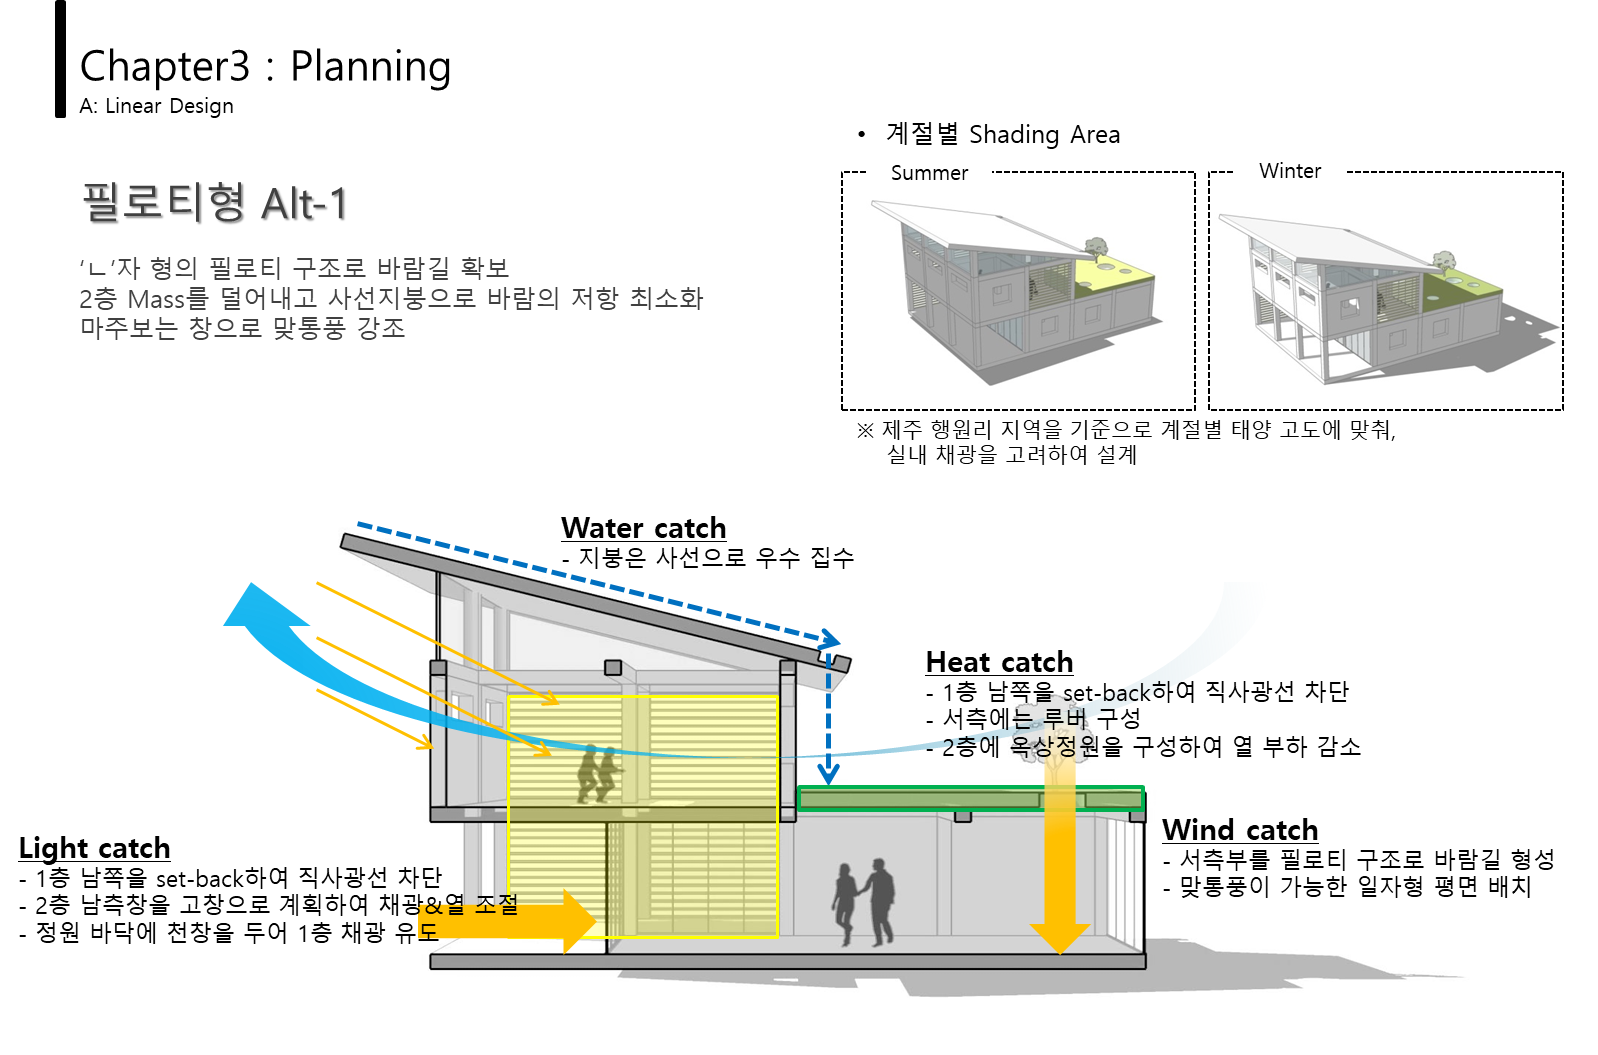 Chapter3 : Planning
A: Linear Design
필로티형 Alt-1
‘ㄴ’자 형의 필로티 구조로 바람길 확보
2층 Mass를 덜어내고 사선지붕으로 바람의 저항 최소화
마주보는 창으로 맞통풍 강조
• 계절별 Shading Area
Summer
Winter
※ 제주 행원리 지역을 기준으로 계절별 태양 고도에 맞춰,
실내 채광을 고려하여 설계
Water catch
- 지붕은 사선으로 우수 집수
Heat catch
- 1층 남쪽을 set-back하여 직사광선 차단
- 서측에는 루버 구성
- 2층에 옥상정원을 구성하여 열 부하 감소
Light catch
- 1층 남쪽을 set-back하여 직사광선 차단
- 2층 남측창을 고창으로 계획하여 채광&열 조절
- 정원 바닥에 천창을 두어 1층 채광 유도
Wind catch
- 서측부를 필로티 구조로 바람길 형성
- 맞통풍이 가능한 일자형 평면 배치